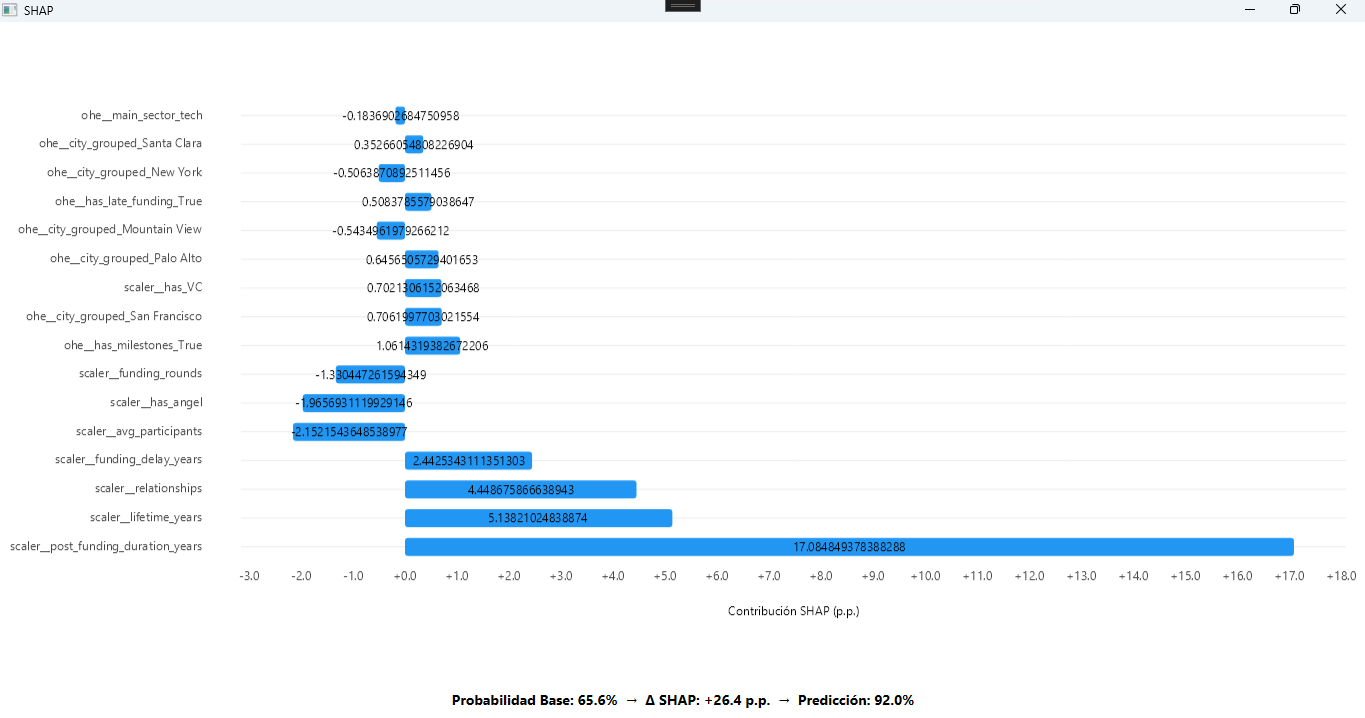 SHAP
ohe__main_sector_tech -0.1836902684750958
ohe__city_grouped_Santa Clara 0.35266054808226904
ohe__city_grouped_New York -0.5063870892511456
ohe__has_late_funding_True 0.5083785579038647
ohe__city_grouped_Mountain View -0.5434961979266212
ohe__city_grouped_Palo Alto 0.6456505729401653
scaler__has_VC 0.7021306152063468
ohe__city_grouped_San Francisco 0.7061997703021554
ohe__has_milestones_True 1.0614319382672206
scaler__funding_rounds -1.330447261594349
scaler__has_angel -1.9656931119929146
scaler__avg_participants -2.1521543648538977
scaler__funding_delay_years 2.4425343111351303
scaler__relationships 4.448675866638943
scaler__lifetime_years 5.13821024838874
scaler__post_funding_duration_years 17.084849378388288
-3.0 -2.0 -1.0 +0.0 +1.0 +2.0 +3.0 +4.0 +5.0 +6.0 +7.0 +8.0 +9.0 +10.0 +11.0 +12.0 +13.0 +14.0 +15.0 +16.0 +17.0 +18.0
Contribución SHAP (p.p.)
Probabilidad Base: 65.6% → Δ SHAP: +26.4 p.p. → Predicción: 92.0%